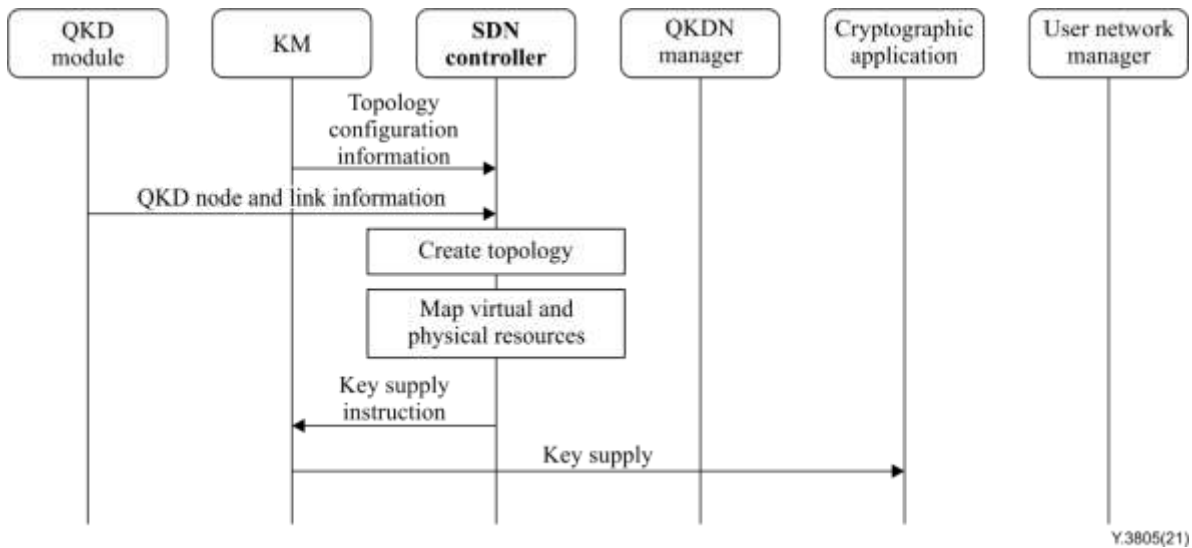 QKD
module
KM
SDN
controller
QKDN
manager
Cryptographic
application
User network
manager
Topology
configuration
information
QKD node and link information
Create topology
Map virtual and
physical resources
Key supply
instruction
Key supply
Y.3805(21)